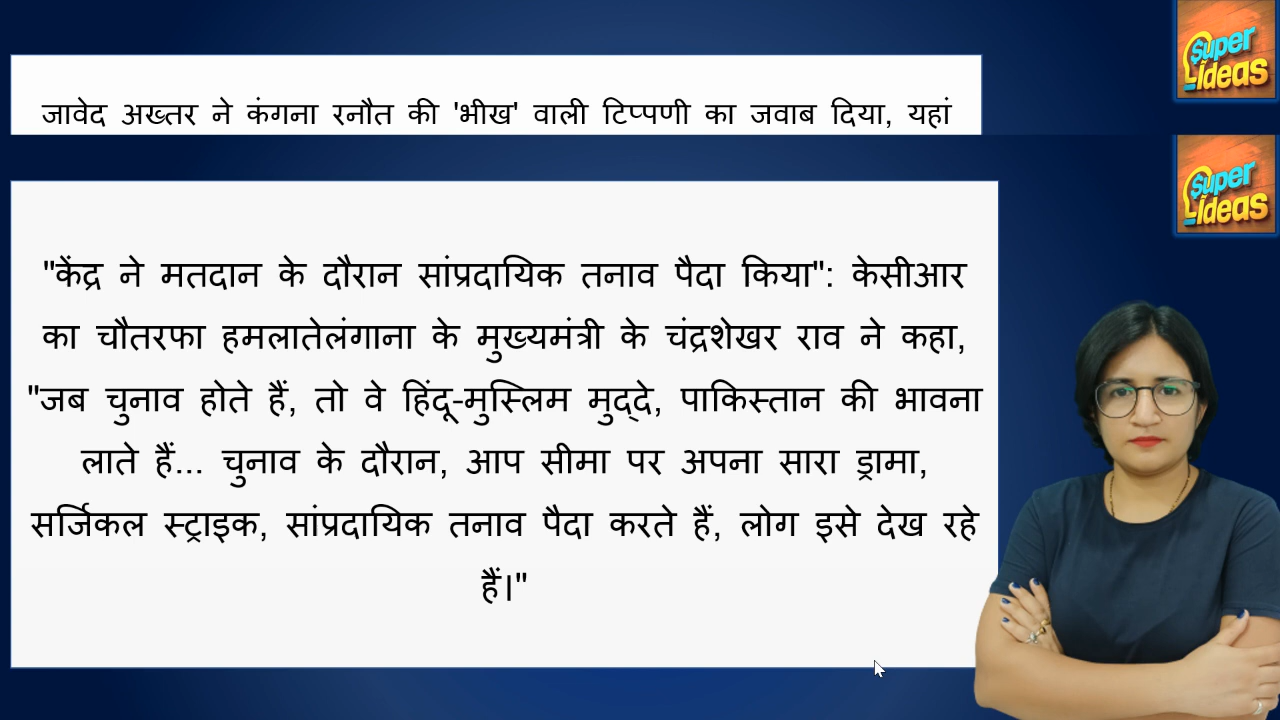 जावेद अख्तर ने कंगना रनौत की 'भीख' वाली टिप्पणी का जवाब दिया, यहां
Super
Ideas
Super
Ideas
"केंद्र ने मतदान के दौरान सांप्रदायिक तनाव पैदा किया": केसीआर
का चौतरफा हमलातेलंगाना के मुख्यमंत्री के चंद्रशेखर राव ने कहा,
"जब चुनाव होते हैं, तो वे हिंदू-मुस्लिम मुद्दे, पाकिस्तान की भावना
लाते हैं... चुनाव के दौरान, आप सीमा पर अपना सारा ड्रामा,
सर्जिकल स्ट्राइक, सांप्रदायिक तनाव पैदा करते हैं, लोग इसे देख रहे
हैं।"